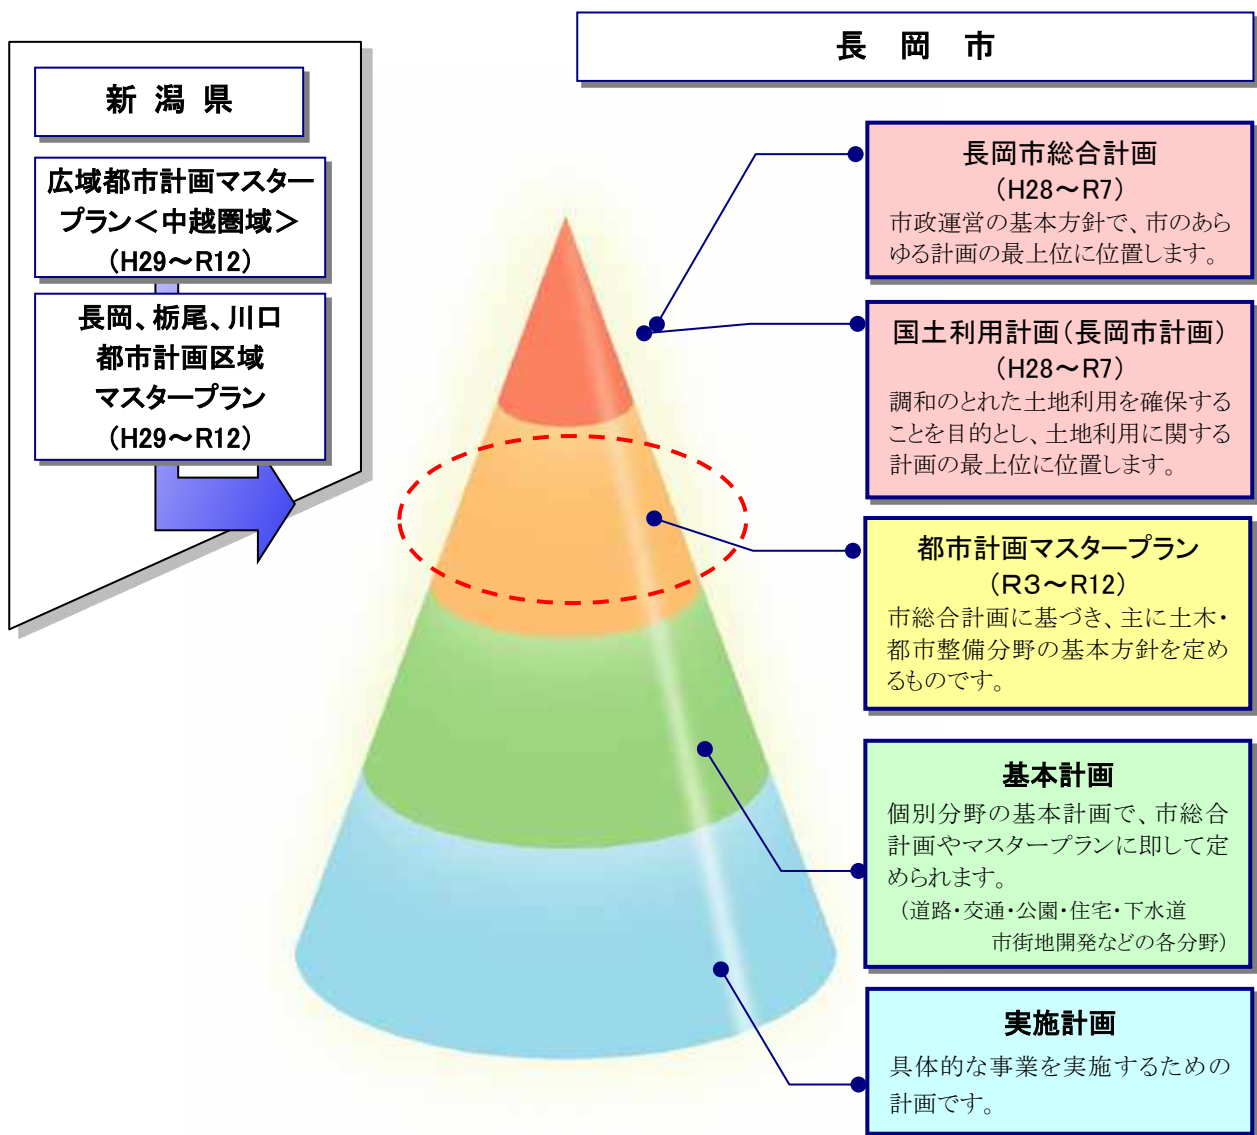 新潟県
広域都市計画マスター
プラン＜中越圏域＞
(H29～R12)
長岡、栃尾、川口
都市計画区域
マスタープラン
(H29～R12)
長岡市
長岡市総合計画
(H28～R7)
市政運営の基本方針で、市のあら
ゆる計画の最上位に位置します。
国土利用計画(長岡市計画)
(H28～R7)
調和のとれた土地利用を確保する
ことを目的とし、土地利用に関する
計画の最上位に位置します。
都市計画マスタープラン
(R3～R12)
市総合計画に基づき、主に土木・
都市整備分野の基本方針を定め
るものです。
基本計画
個別分野の基本計画で、市総合
計画やマスタープランに即して定
められます。
(道路・交通・公園・住宅・下水道
市街地開発などの各分野)
実施計画
具体的な事業を実施するための
計画です。